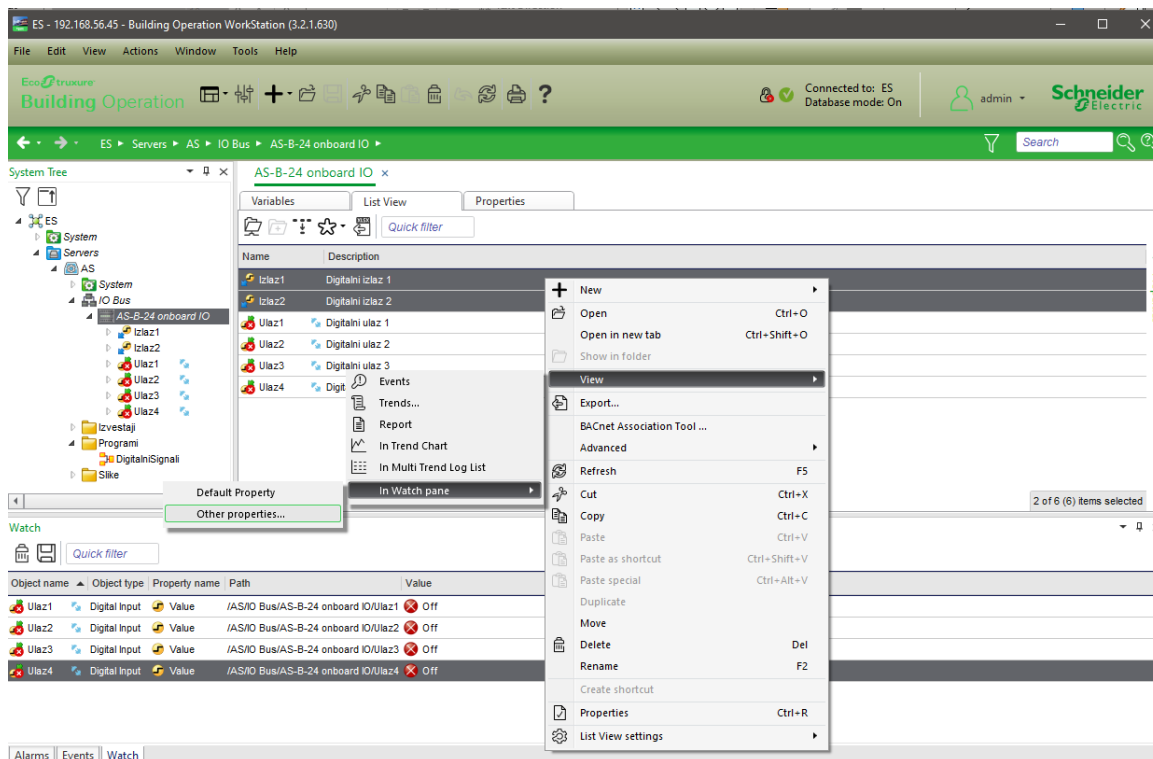 ES - 192.168.56.45 - Building Operation WorkStation (3.2.1.630)
File Edit View Actions Window Tools Help
EcoStruxure
Building Operation
Connected to: ES
Database mode: On
admin
Schneider
Electric
ES Servers AS IO Bus AS-B-24 onboard IO
Search
System Tree
ES
System
Servers
AS
System
IO Bus
AS-B-24 onboard IO
Izlaz1
Izlaz2
Ulaz1
Ulaz2
Ulaz3
Ulaz4
Izvestaji
Programi
DigitalniSignali
Slike
AS-B-24 onboard IO
Variables List View Properties
Quick filter
Name Description
Izlaz1 Digitalni izlaz 1
Izlaz2 Digitalni izlaz 2
Ulaz1 Digitalni ulaz 1
Ulaz2 Digitalni ulaz 2
Ulaz3 Digitalni ulaz 3
Ulaz4 Digit
New
Open Ctrl+O
Open in new tab Ctrl+Shift+O
Show in folder
View
Export...
BACnet Association Tool ...
Advanced
Refresh F5
Cut Ctrl+X
Copy Ctrl+C
Paste Ctrl+V
Paste as shortcut Ctrl+Shift+V
Paste special Ctrl+Alt+V
Duplicate
Move
Delete Del
Rename F2
Create shortcut
Properties Ctrl+R
List View settings
Events
Trends...
Report
In Trend Chart
In Multi Trend Log List
In Watch pane
Default Property
Other properties...
2 of 6 (6) items selected
Watch
Quick filter
Object name Object type Property name Path Value
Ulaz1 Digital Input Value /AS/IO Bus/AS-B-24 onboard IO/Ulaz1 Off
Ulaz2 Digital Input Value /AS/IO Bus/AS-B-24 onboard IO/Ulaz2 Off
Ulaz3 Digital Input Value /AS/IO Bus/AS-B-24 onboard IO/Ulaz3 Off
Ulaz4 Digital Input Value /AS/IO Bus/AS-B-24 onboard IO/Ulaz4 Off
Alarms Events Watch